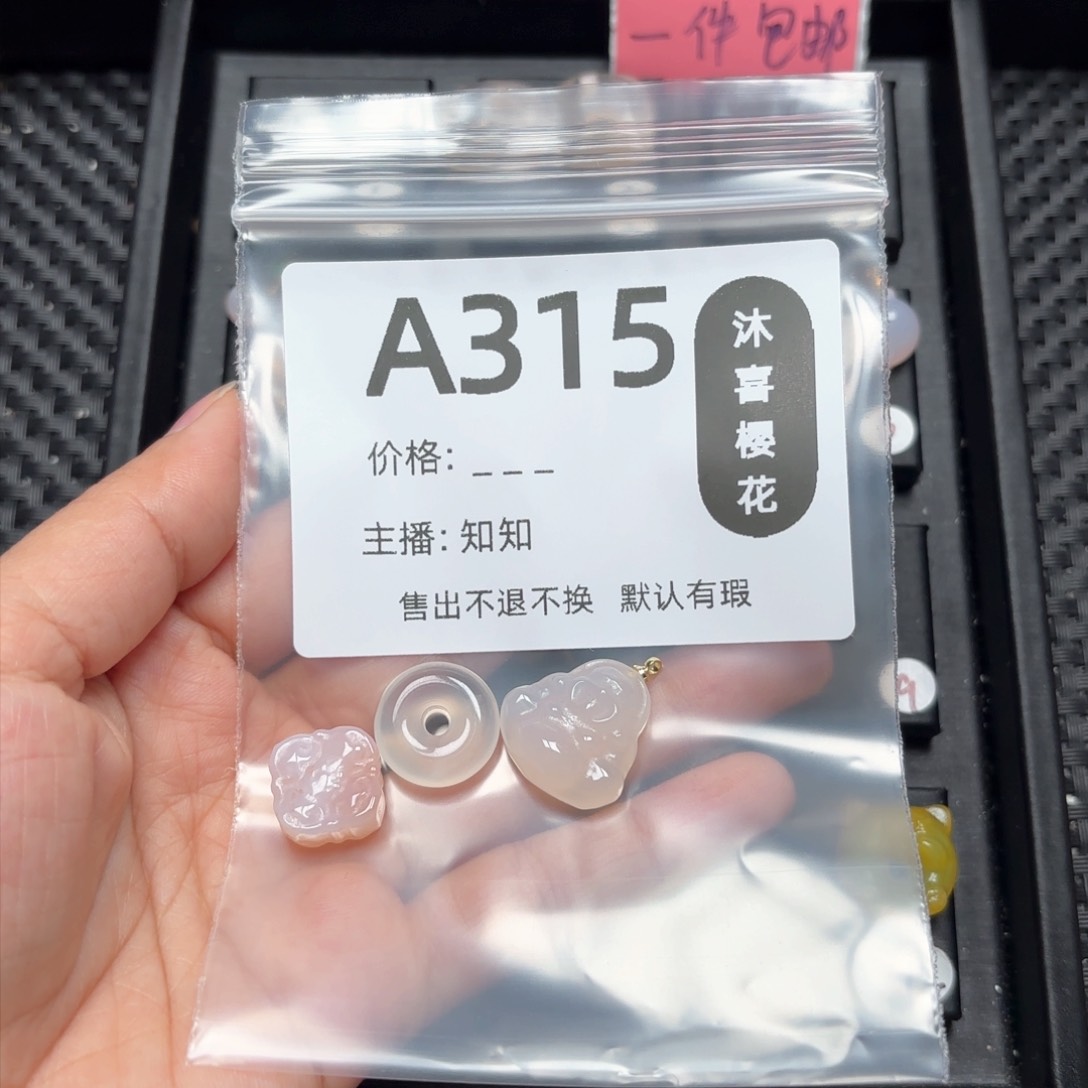 一件包邮
A315
沐喜樱花
价格: _ _ _
主播: 知知
售出不退不换 默认有瑕
9